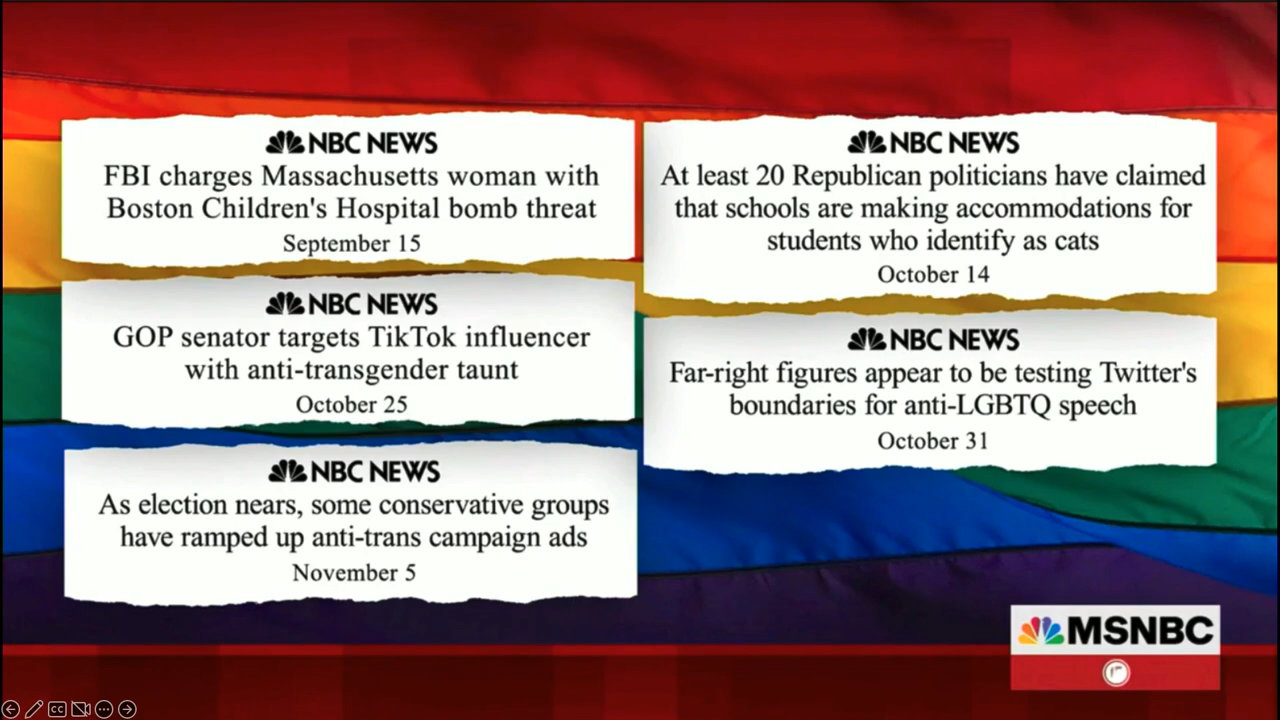 NBC NEWS
FBI charges Massachusetts woman with
Boston Children's Hospital bomb threat
September 15
NBC NEWS
GOP senator targets TikTok influencer
with anti-transgender taunt
October 25
NBC NEWS
As election nears, some conservative groups
have ramped up anti-trans campaign ads
November 5
NBC NEWS
At least 20 Republican politicians have claimed
that schools are making accommodations for
students who identify as cats
October 14
NBC NEWS
Far-right figures appear to be testing Twitter's
boundaries for anti-LGBTQ speech
October 31
MSNBC
CC